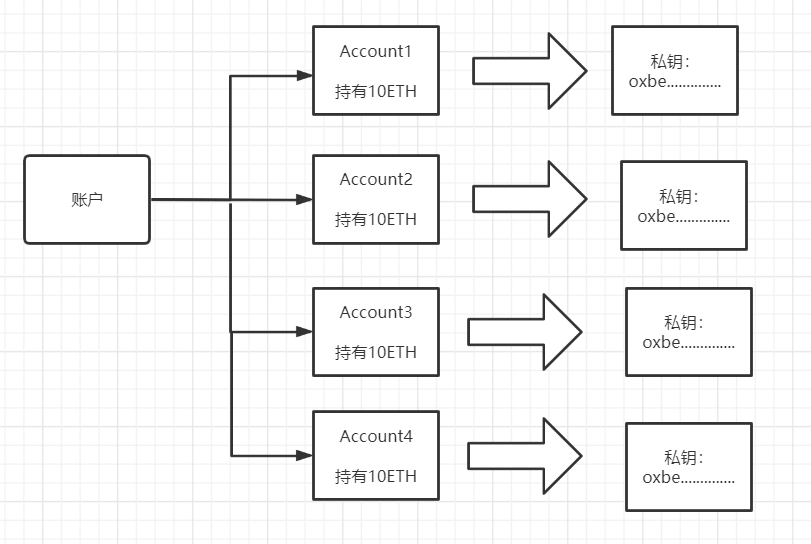 账户
Account1
持有10ETH
私钥：
oxbe..............
Account2
持有10ETH
私钥：
oxbe..............
Account3
持有10ETH
私钥：
oxbe..............
Account4
持有10ETH
私钥：
oxbe..............